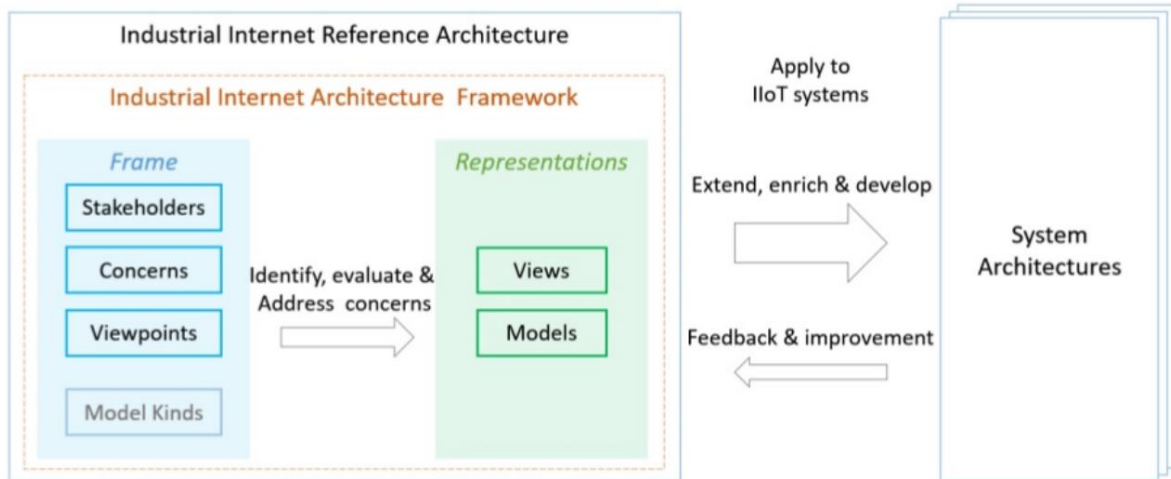 Industrial Internet Reference Architecture
Industrial Internet Architecture Framework
Frame
Stakeholders
Concerns
Viewpoints
Model Kinds
Identify, evaluate &
Address concerns
Representations
Views
Models
Apply to
IIoT systems
Extend, enrich & develop
Feedback & improvement
System
Architectures